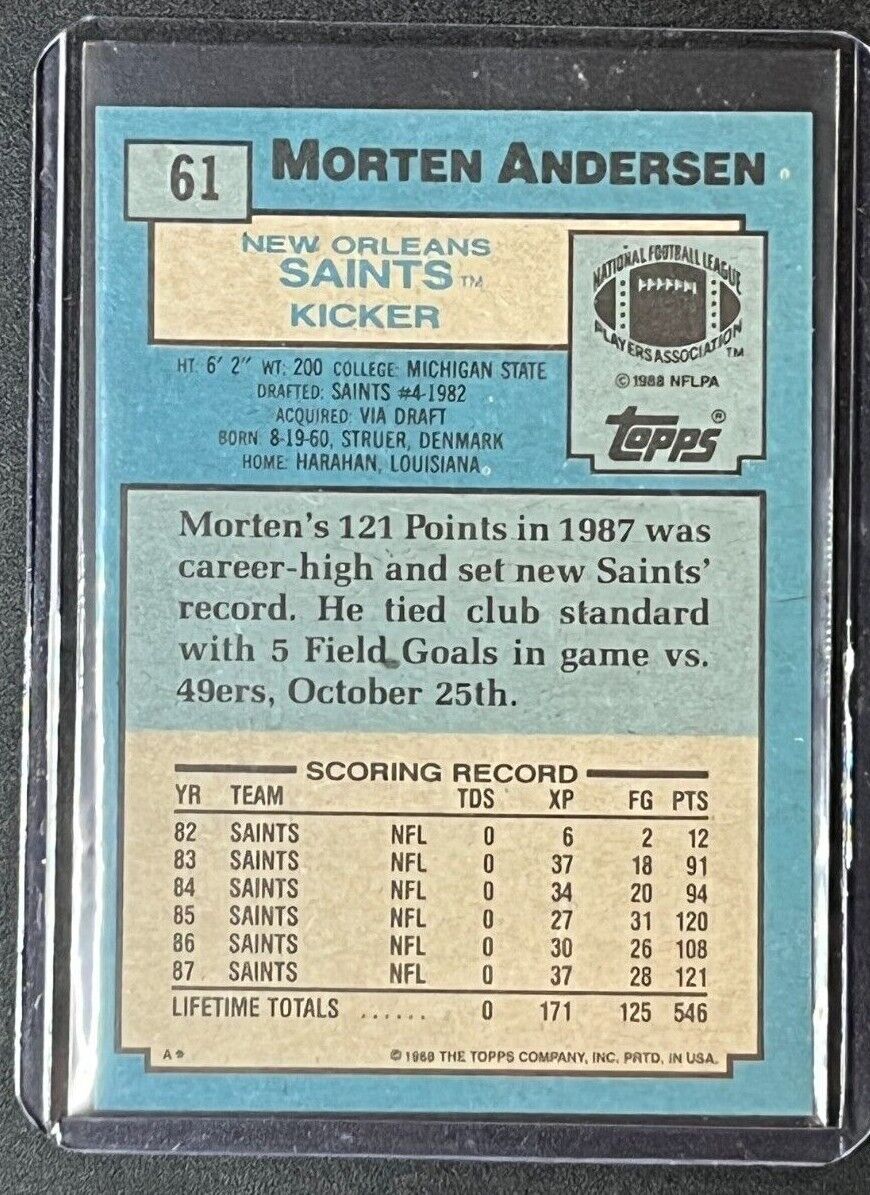 61 MORTEN ANDERSEN
NEW ORLEANS
SAINTS™
KICKER
NATIONAL FOOTBALL LEAGUE
PLAYERS ASSOCIATION™
©1988 NFLPA
topps®
HT: 6' 2" WT: 200 COLLEGE: MICHIGAN STATE
DRAFTED: SAINTS #4-1982
ACQUIRED: VIA DRAFT
BORN: 8-19-60, STRUER, DENMARK
HOME: HARAHAN, LOUISIANA
Morten's 121 Points in 1987 was
career-high and set new Saints'
record. He tied club standard
with 5 Field Goals in game vs.
49ers, October 25th.
SCORING RECORD
YR TEAM TDS XP FG PTS
82 SAINTS NFL 0 6 2 12
83 SAINTS NFL 0 37 18 91
84 SAINTS NFL 0 34 20 94
85 SAINTS NFL 0 27 31 120
86 SAINTS NFL 0 30 26 108
87 SAINTS NFL 0 37 28 121
LIFETIME TOTALS ...... 0 171 125 546
A* © 1988 THE TOPPS COMPANY, INC. PRTD. IN USA.